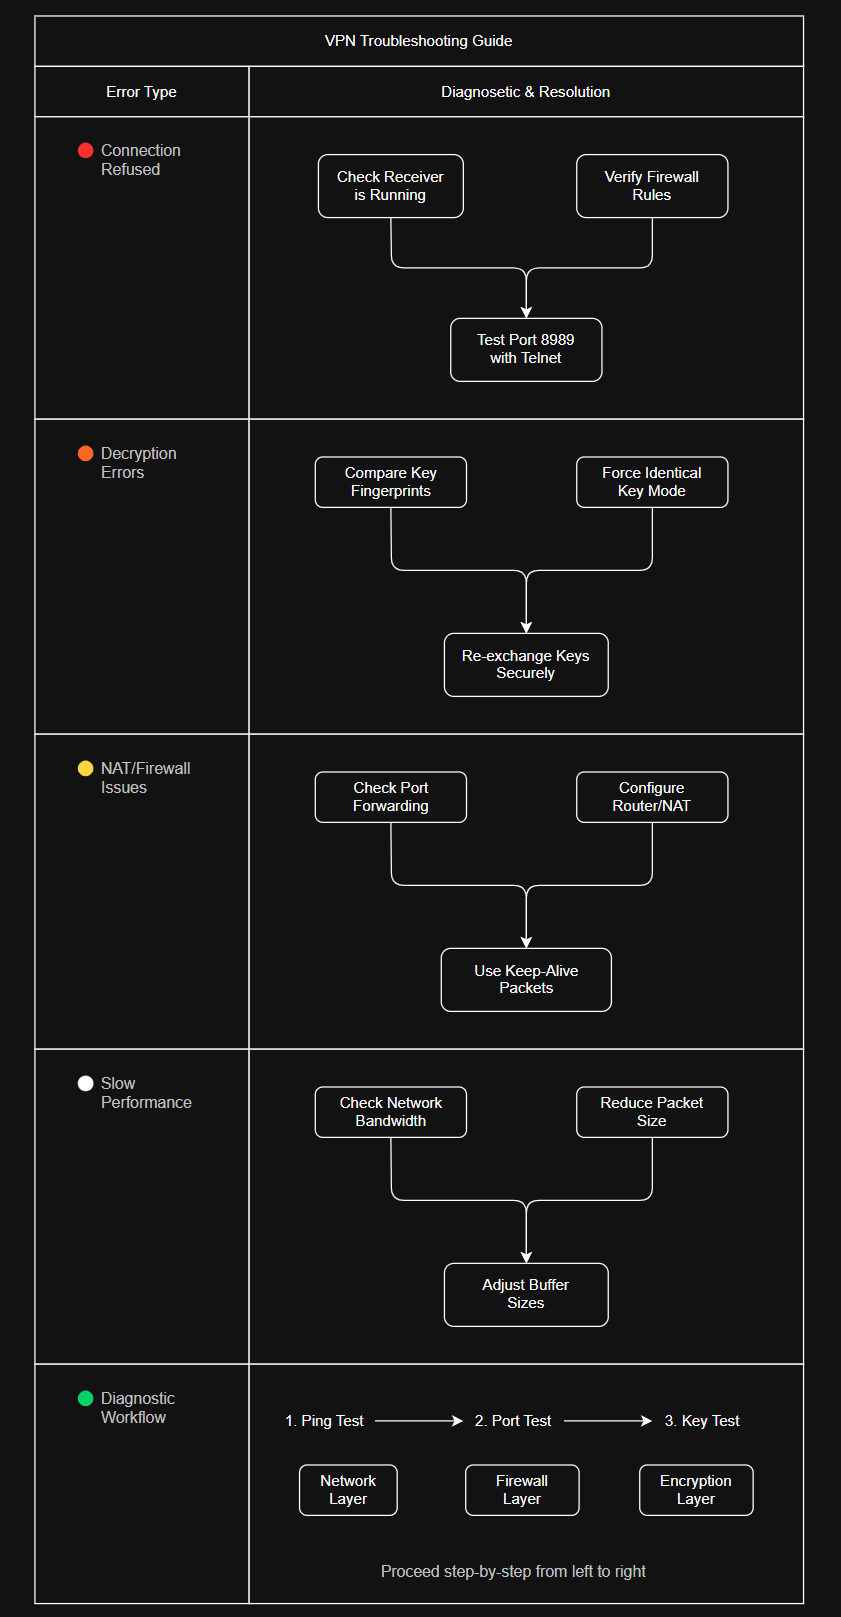 VPN Troubleshooting Guide
Error Type
Diagnosetic & Resolution
Connection
Refused
Check Receiver
is Running
Verify Firewall
Rules
Test Port 8989
with Telnet
Decryption
Errors
Compare Key
Fingerprints
Force Identical
Key Mode
Re-exchange Keys
Securely
NAT/Firewall
Issues
Check Port
Forwarding
Configure
Router/NAT
Use Keep-Alive
Packets
Slow
Performance
Check Network
Bandwidth
Reduce Packet
Size
Adjust Buffer
Sizes
Diagnostic
Workflow
1. Ping Test
2. Port Test
3. Key Test
Network
Layer
Firewall
Layer
Encryption
Layer
Proceed step-by-step from left to right